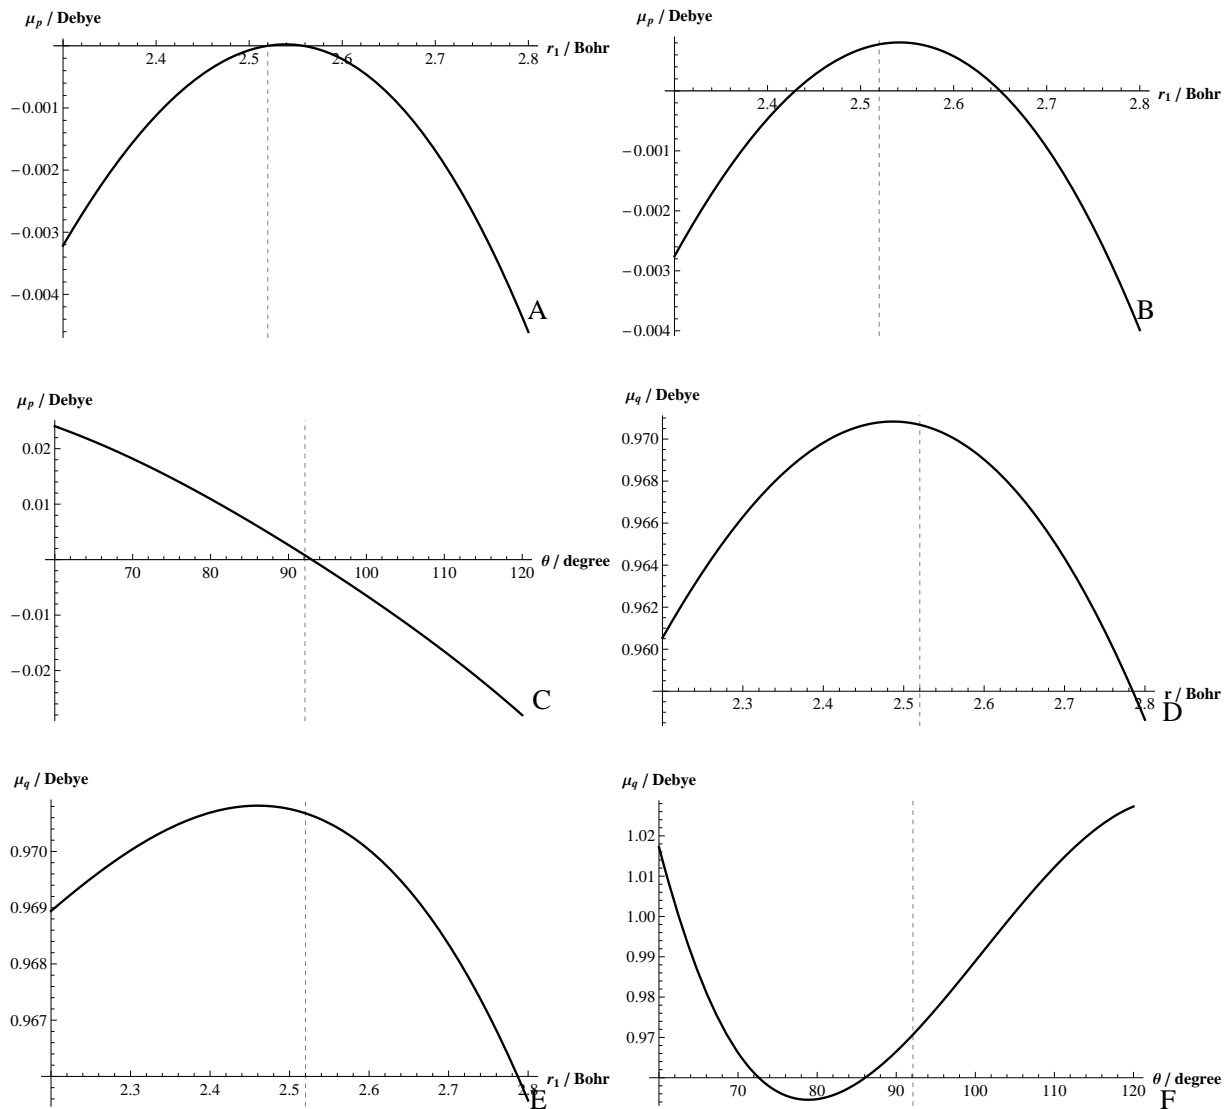 μp / Debye
2.4 2.5 2.6 2.7 2.8 r1 / Bohr
−0.001
−0.002
−0.003
−0.004
A
μp / Debye
2.4 2.5 2.6 2.7 2.8 r1 / Bohr
−0.001
−0.002
−0.003
−0.004
B
μp / Debye
0.02
0.01
70 80 90 100 110 120 θ / degree
−0.01
−0.02
C
μq / Debye
0.970
0.968
0.966
0.964
0.962
0.960
2.3 2.4 2.5 2.6 2.7 2.8 r / Bohr
D
μq / Debye
0.970
0.969
0.968
0.967
2.3 2.4 2.5 2.6 2.7 2.8 r1 / Bohr
E
μq / Debye
1.02
1.01
1.00
0.99
0.98
0.97
70 80 90 100 110 120 θ / degree
F